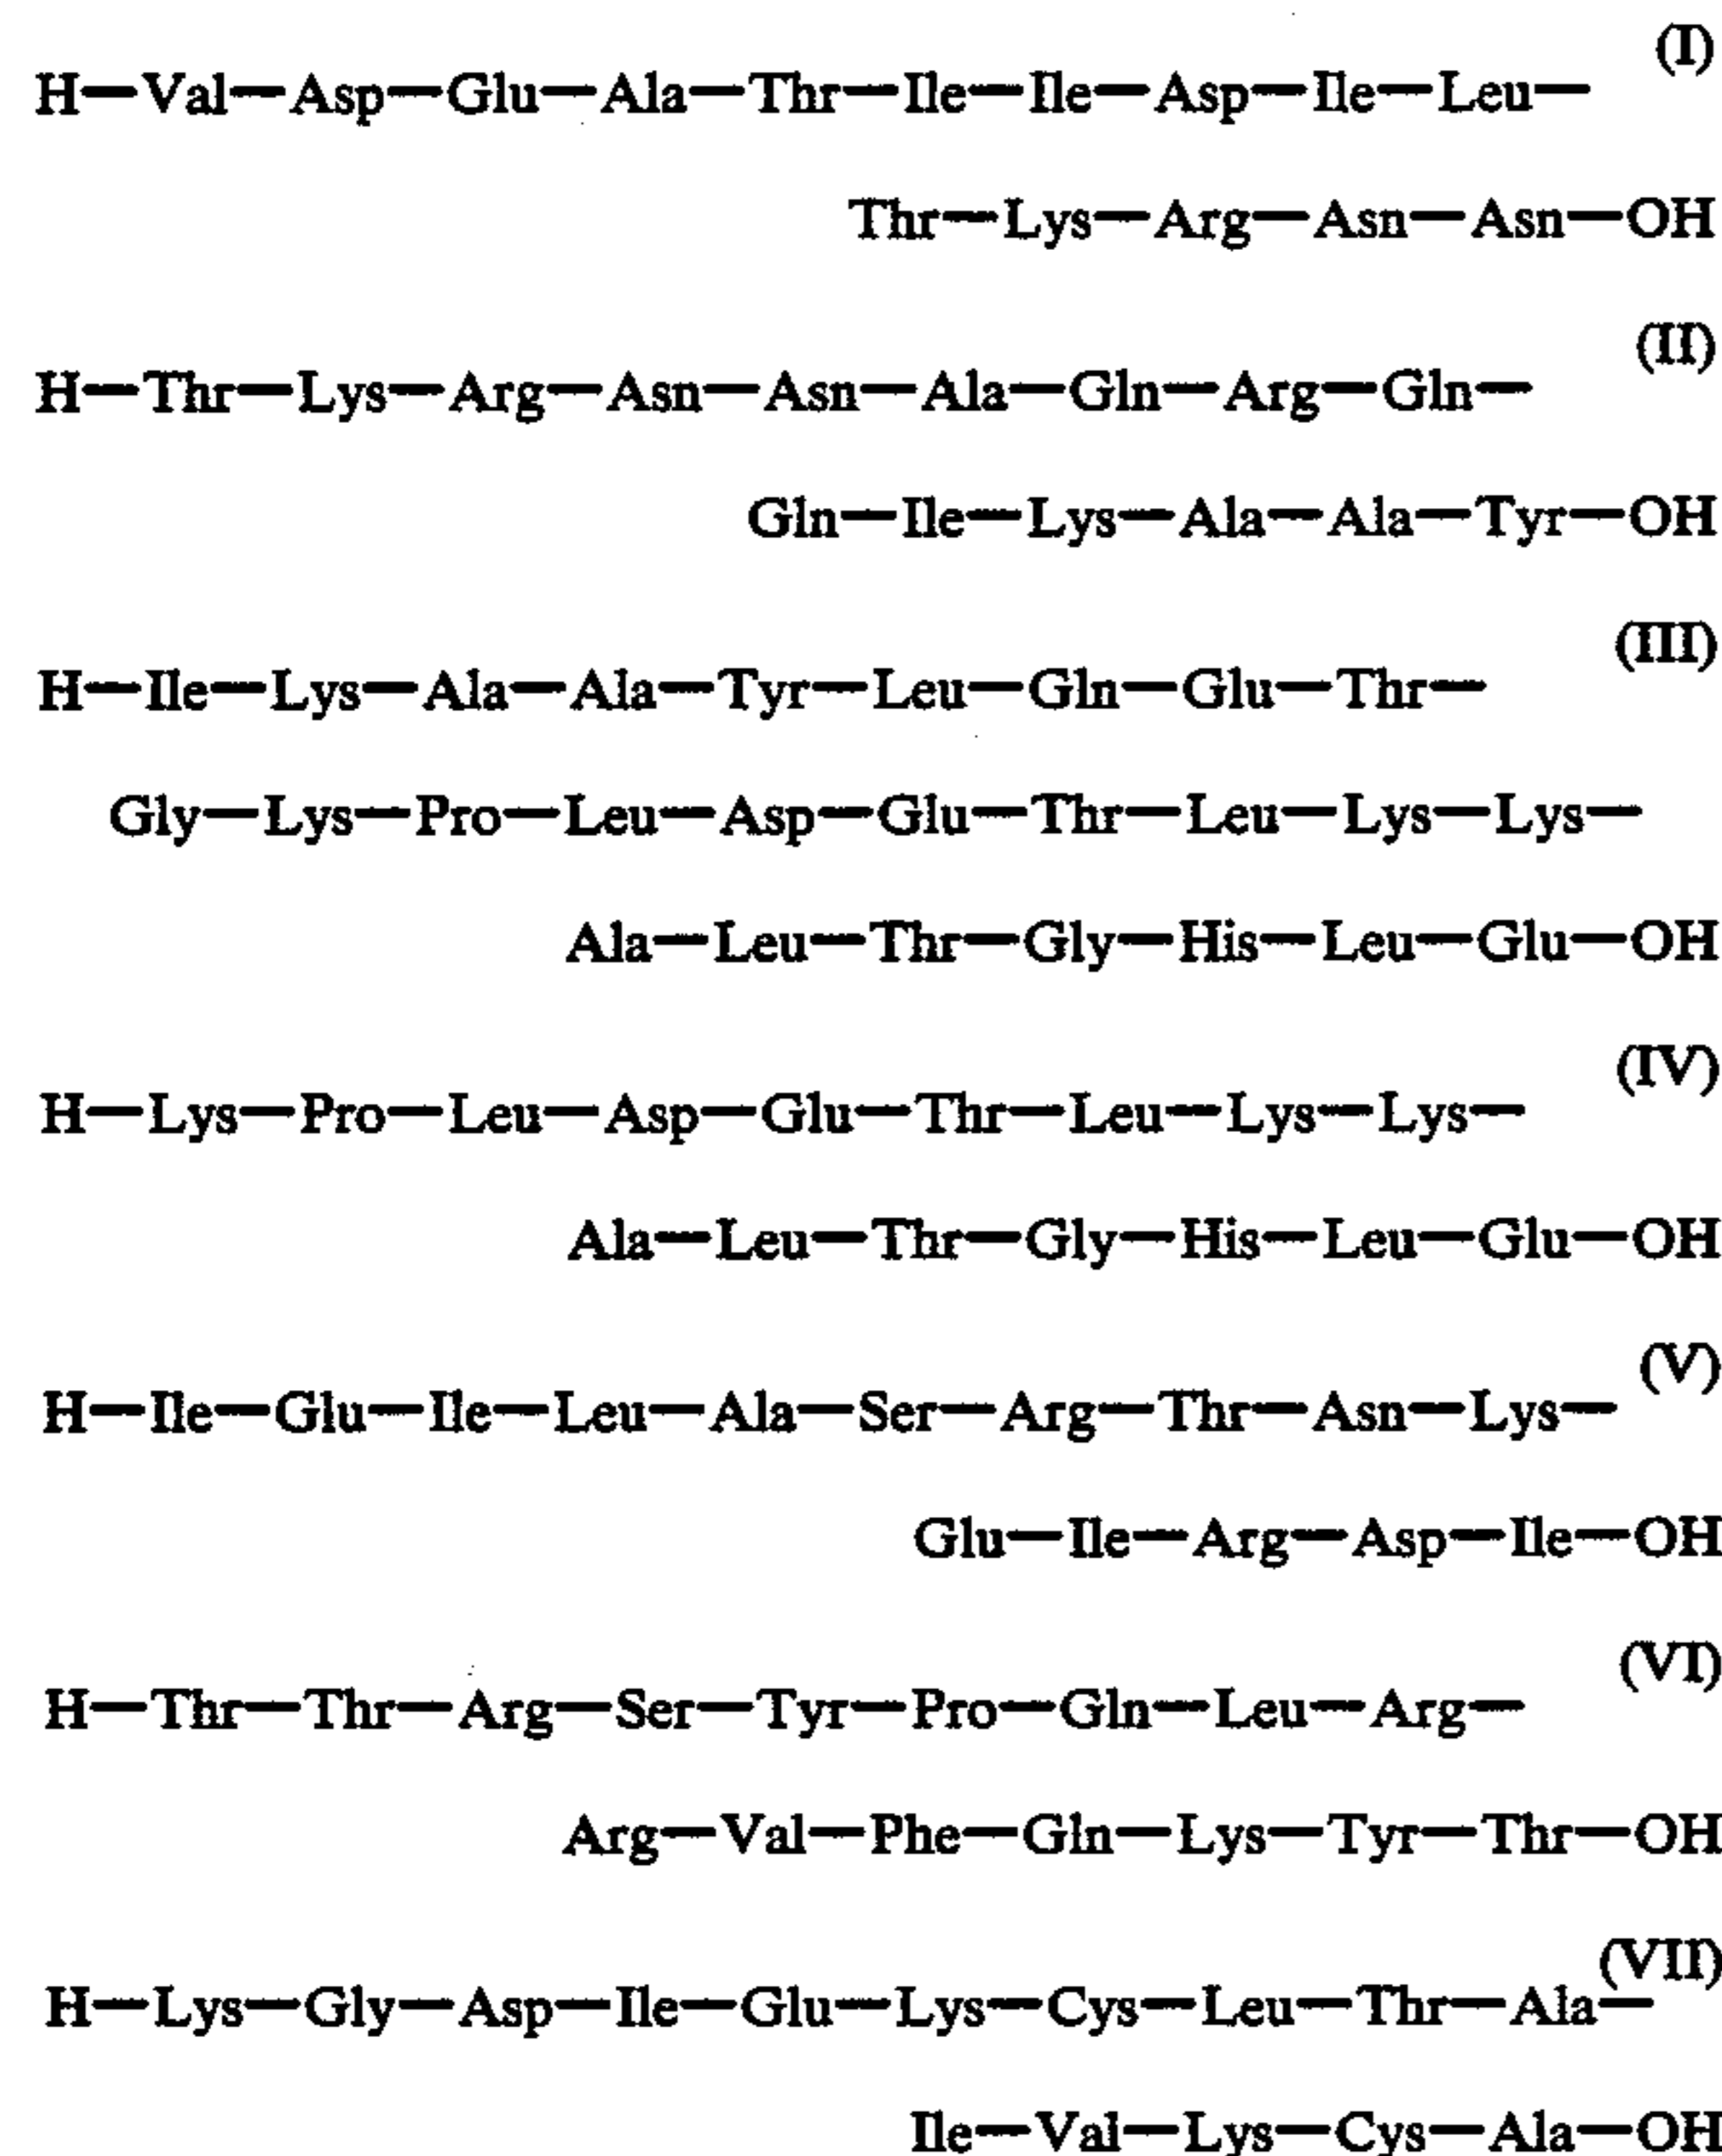 (I)
H—Val—Asp—Glu—Ala—Thr—Ile—Ile—Asp—Ile—Leu—
Thr—Lys—Arg—Asn—Asn—OH
(II)
H—Thr—Lys—Arg—Asn—Asn—Ala—Gln—Arg—Gln—
Gln—Ile—Lys—Ala—Ala—Tyr—OH
(III)
H—Ile—Lys—Ala—Ala—Tyr—Leu—Gln—Glu—Thr—
Gly—Lys—Pro—Leu—Asp—Glu—Thr—Leu—Lys—Lys—
Ala—Leu—Thr—Gly—His—Leu—Glu—OH
(IV)
H—Lys—Pro—Leu—Asp—Glu—Thr—Leu—Lys—Lys—
Ala—Leu—Thr—Gly—His—Leu—Glu—OH
(V)
H—Ile—Glu—Ile—Leu—Ala—Ser—Arg—Thr—Asn—Lys—
Glu—Ile—Arg—Asp—Ile—OH
(VI)
H—Thr—Thr—Arg—Ser—Tyr—Pro—Gln—Leu—Arg—
Arg—Val—Phe—Gln—Lys—Tyr—Thr—OH
(VII)
H—Lys—Gly—Asp—Ile—Glu—Lys—Cys—Leu—Thr—Ala—
Ile—Val—Lys—Cys—Ala—OH